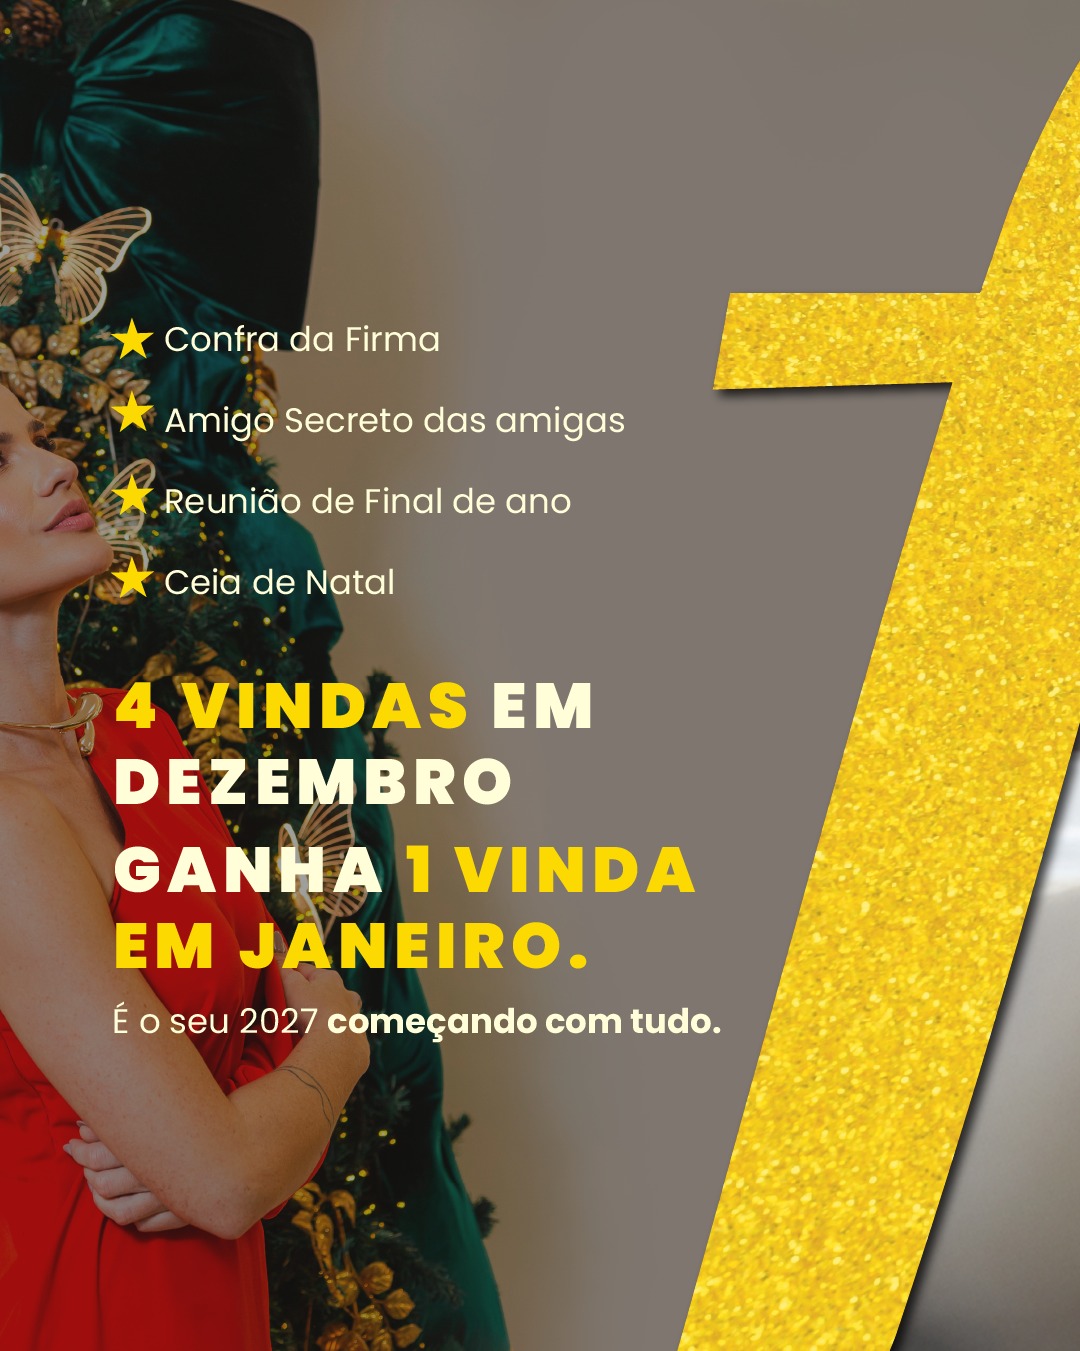 Confra da Firma
Amigo Secreto das amigas
Reunião de Final de ano
Ceia de Natal
4 VINDAS EM
DEZEMBRO
GANHA 1 VINDA
EM JANEIRO.
É o seu 2027 começando com tudo.